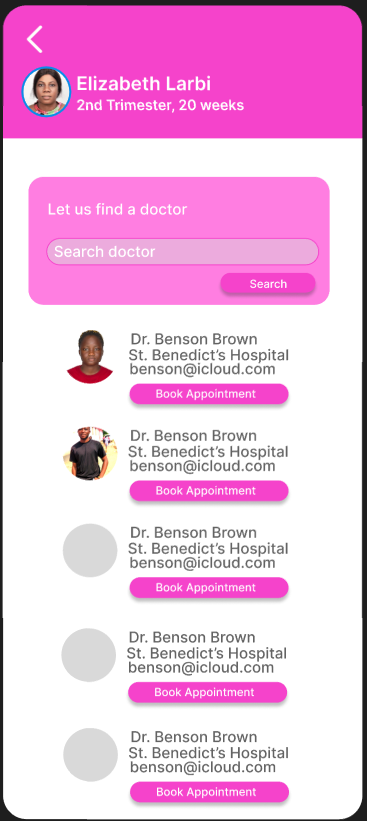 Elizabeth Larbi
2nd Trimester, 20 weeks
Let us find a doctor
Search doctor
Search
Dr. Benson Brown
St. Benedict’s Hospital
benson@icloud.com
Book Appointment
Dr. Benson Brown
St. Benedict’s Hospital
benson@icloud.com
Book Appointment
Dr. Benson Brown
St. Benedict’s Hospital
benson@icloud.com
Book Appointment
Dr. Benson Brown
St. Benedict’s Hospital
benson@icloud.com
Book Appointment
Dr. Benson Brown
St. Benedict’s Hospital
benson@icloud.com
Book Appointment